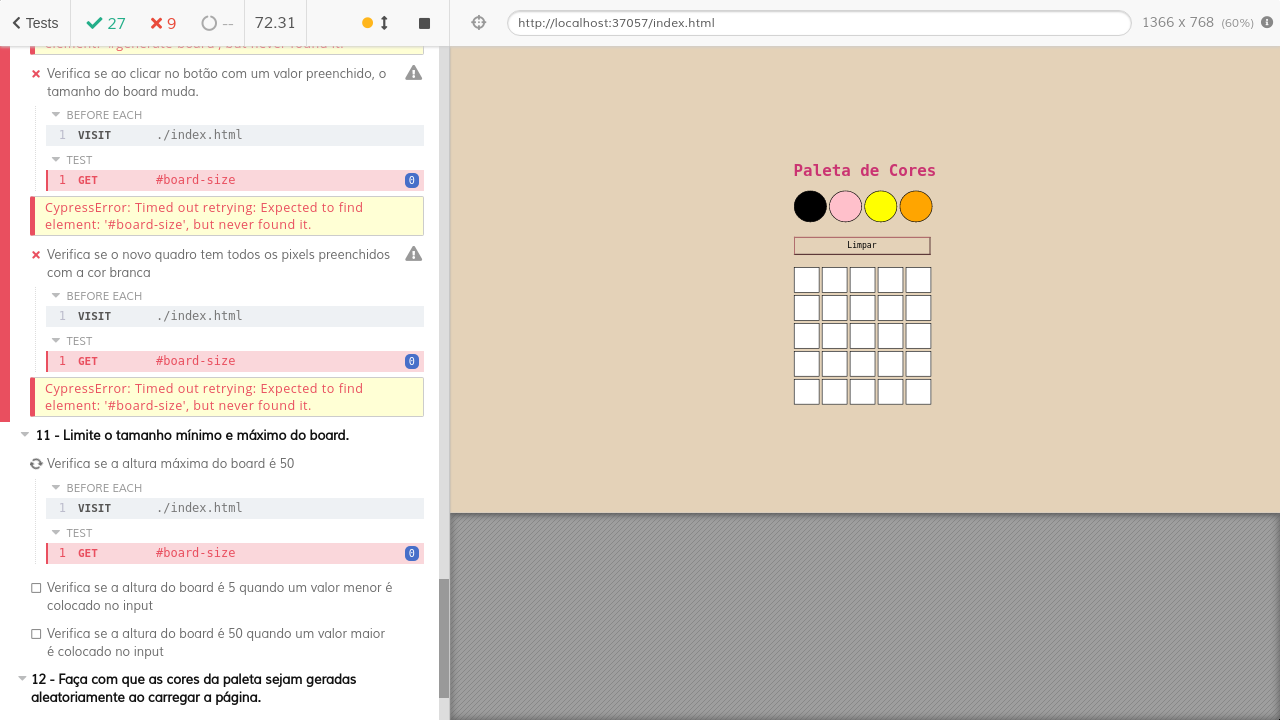 Tests 27 9 -- 72.31 http://localhost:37057/index.html 1366 x 768 (60%)
element: '#generate-board', but never found it.
Verifica se ao clicar no botão com um valor preenchido, o
tamanho do board muda.
BEFORE EACH
1 VISIT ./index.html
TEST
1 GET #board-size 0
CypressError: Timed out retrying: Expected to find
element: '#board-size', but never found it.
Verifica se o novo quadro tem todos os pixels preenchidos
com a cor branca
BEFORE EACH
1 VISIT ./index.html
TEST
1 GET #board-size 0
CypressError: Timed out retrying: Expected to find
element: '#board-size', but never found it.
11 - Limite o tamanho mínimo e máximo do board.
Verifica se a altura máxima do board é 50
BEFORE EACH
1 VISIT ./index.html
TEST
1 GET #board-size 0
Verifica se a altura do board é 5 quando um valor menor é
colocado no input
Verifica se a altura do board é 50 quando um valor maior
é colocado no input
12 - Faça com que as cores da paleta sejam geradas
aleatoriamente ao carregar a página.
Paleta de Cores
Limpar